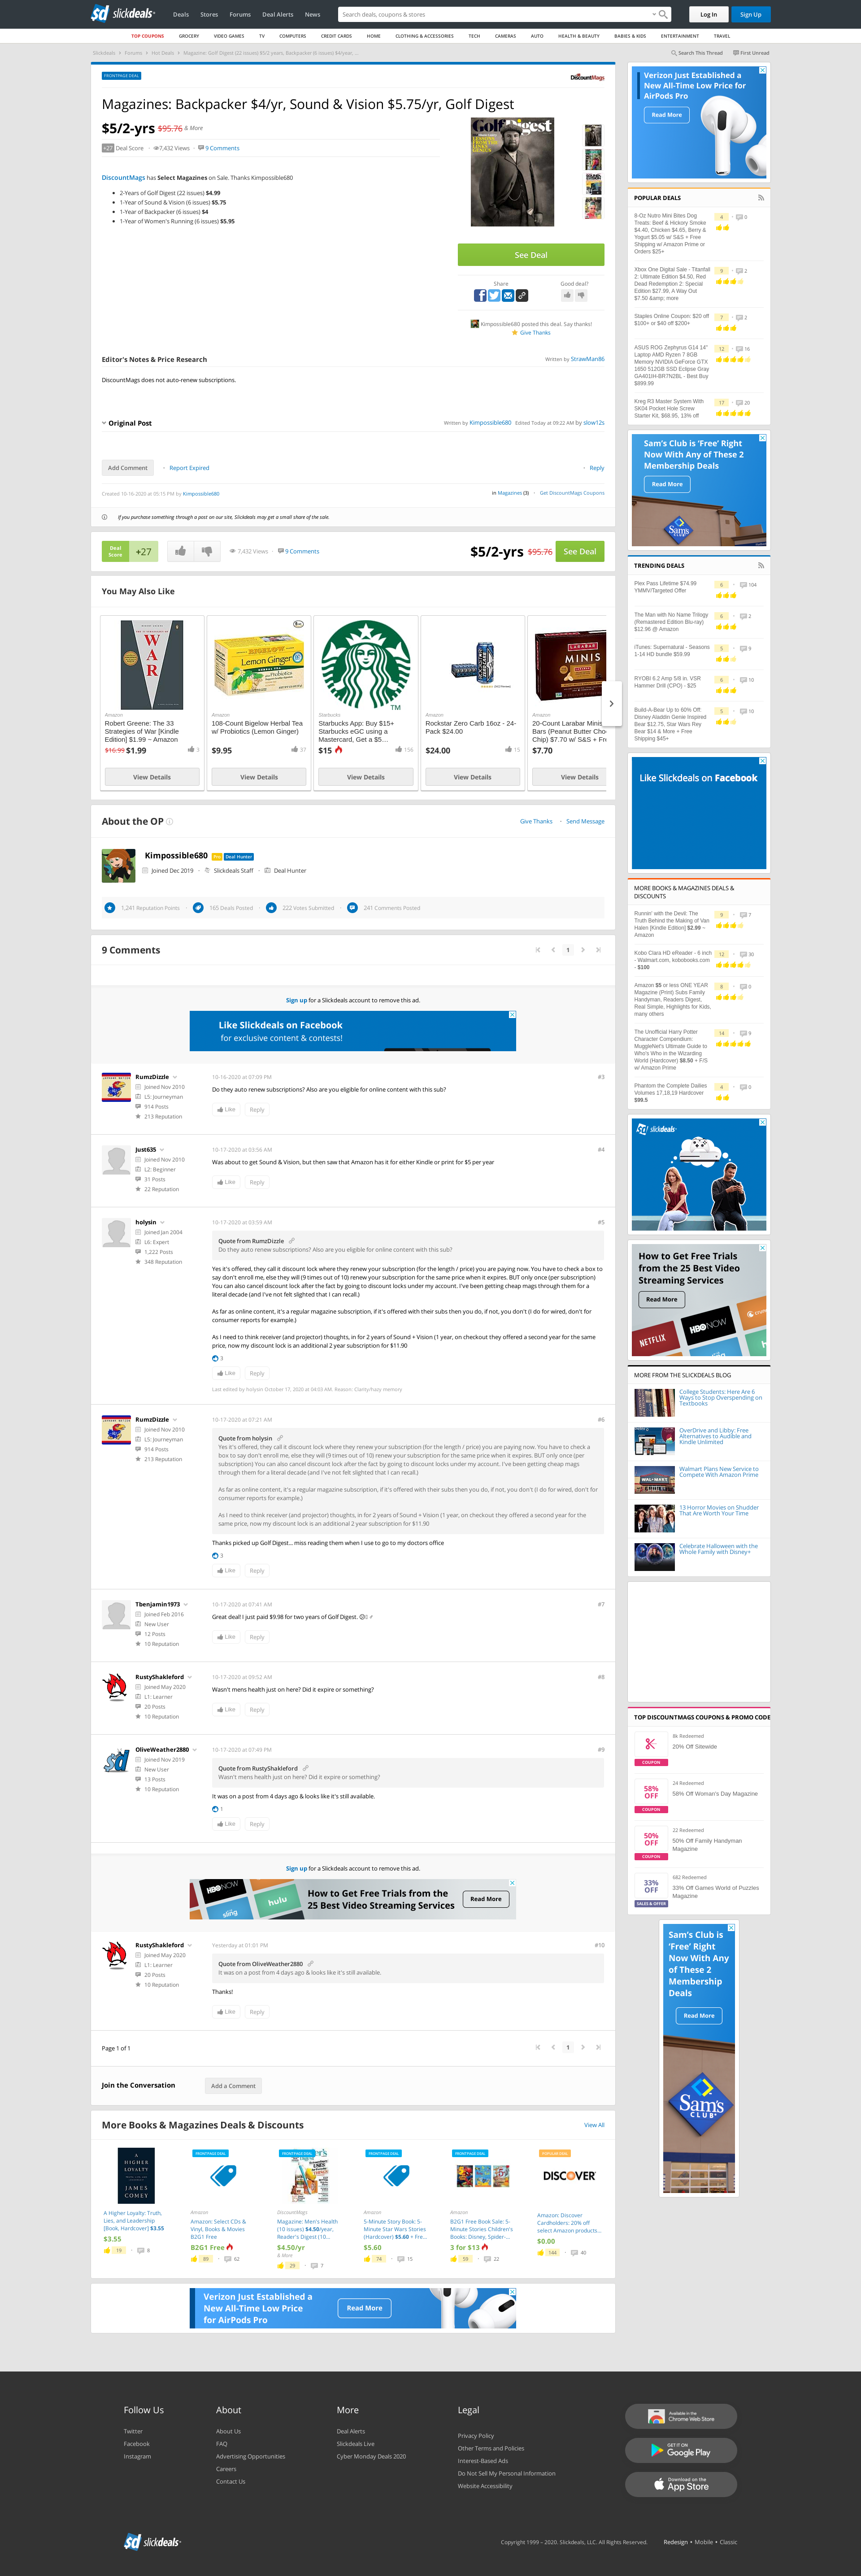 slickdeals
Deals Stores Forums Deal Alerts News
Search deals, coupons & stores
Log In
Sign Up
TOP COUPONS GROCERY VIDEO GAMES TV COMPUTERS CREDIT CARDS HOME CLOTHING & ACCESSORIES TECH CAMERAS AUTO HEALTH & BEAUTY BABIES & KIDS ENTERTAINMENT TRAVEL
Slickdeals Forums Hot Deals Magazine: Golf Digest (22 issues) $5/2 years, Backpacker (6 issues) $4/year, ...
Search This Thread First Unread
FRONTPAGE DEAL
DiscountMags
Magazines: Backpacker $4/yr, Sound & Vision $5.75/yr, Golf Digest
$5/2-yrs $95.76 & More
+27 Deal Score 7,432 Views 9 Comments
DiscountMags has Select Magazines on Sale. Thanks Kimpossible680
2-Years of Golf Digest (22 issues) $4.99
1-Year of Sound & Vision (6 issues) $5.75
1-Year of Backpacker (6 issues) $4
1-Year of Women's Running (6 issues) $5.95
Golf Digest
See Deal
Share
Good deal?
Kimpossible680 posted this deal. Say thanks!
Give Thanks
Editor's Notes & Price Research
Written by StrawMan86
DiscountMags does not auto-renew subscriptions.
Original Post
Written by Kimpossible680 Edited Today at 09:22 AM by slow12s
Add Comment
Report Expired
Reply
Created 10-16-2020 at 05:15 PM by Kimpossible680
in Magazines (3) Get DiscountMags Coupons
If you purchase something through a post on our site, Slickdeals may get a small share of the sale.
Deal Score +27
7,432 Views 9 Comments
$5/2-yrs $95.76 See Deal
You May Also Like
Amazon
Robert Greene: The 33 Strategies of War [Kindle Edition] $1.99 ~ Amazon
$16.99 $1.99 3
View Details
Amazon
108-Count Bigelow Herbal Tea w/ Probiotics (Lemon Ginger)
$9.95 37
View Details
Starbucks
Starbucks App: Buy $15+ Starbucks eGC using a Mastercard, Get a $5...
$15 156
View Details
Amazon
Rockstar Zero Carb 16oz - 24-Pack $24.00
$24.00 15
View Details
Amazon
20-Count Larabar Minis Bars (Peanut Butter Cho Chip) $7.70 w/ S&S + Fre
$7.70
View Details
About the OP
Give Thanks Send Message
Kimpossible680 Pro Deal Hunter
Joined Dec 2019 Slickdeals Staff Deal Hunter
1,241 Reputation Points 165 Deals Posted 222 Votes Submitted 241 Comments Posted
9 Comments
1
Sign up for a Slickdeals account to remove this ad.
Like Slickdeals on Facebook
for exclusive content & contests!
RumzDizzle
Joined Nov 2010
L5: Journeyman
914 Posts
213 Reputation
10-16-2020 at 07:09 PM
#3
Do they auto renew subscriptions? Also are you eligible for online content with this sub?
Like Reply
Just635
Joined Nov 2010
L2: Beginner
31 Posts
22 Reputation
10-17-2020 at 03:56 AM
#4
Was about to get Sound & Vision, but then saw that Amazon has it for either Kindle or print for $5 per year
Like Reply
holysin
Joined Jan 2004
L6: Expert
1,222 Posts
348 Reputation
10-17-2020 at 03:59 AM
#5
Quote from RumzDizzle
Do they auto renew subscriptions? Also are you eligible for online content with this sub?
Yes it's offered, they call it discount lock where they renew your subscription (for the length / price) you are paying now. You have to check a box to say don't enroll me, else they will (9 times out of 10) renew your subscription for the same price when it expires. BUT only once (per subscription) You can also cancel discount lock after the fact by going to discount locks under my account. I've been getting cheap mags through them for a literal decade (and I've not felt slighted that I can recall.)
As far as online content, it's a regular magazine subscription, if it's offered with their subs then you do, if not, you don't (I do for wired, don't for consumer reports for example.)
As I need to think receiver (and projector) thoughts, in for 2 years of Sound + Vision (1 year, on checkout they offered a second year for the same price, now my discount lock is an additional 2 year subscription for $11.90
3
Like Reply
Last edited by holysin October 17, 2020 at 04:03 AM. Reason: Clarity/hazy memory
RumzDizzle
Joined Nov 2010
L5: Journeyman
914 Posts
213 Reputation
10-17-2020 at 07:21 AM
#6
Quote from holysin
Yes it's offered, they call it discount lock where they renew your subscription (for the length / price) you are paying now. You have to check a box to say don't enroll me, else they will (9 times out of 10) renew your subscription for the same price when it expires. BUT only once (per subscription) You can also cancel discount lock after the fact by going to discount locks under my account. I've been getting cheap mags through them for a literal decade (and I've not felt slighted that I can recall.)
As far as online content, it's a regular magazine subscription, if it's offered with their subs then you do, if not, you don't (I do for wired, don't for consumer reports for example.)
As I need to think receiver (and projector) thoughts, in for 2 years of Sound + Vision (1 year, on checkout they offered a second year for the same price, now my discount lock is an additional 2 year subscription for $11.90
Thanks picked up Golf Digest... miss reading them when I use to go to my doctors office
3
Like Reply
Tbenjamin1973
Joined Feb 2016
New User
12 Posts
10 Reputation
10-17-2020 at 07:41 AM
#7
Great deal! I just paid $9.98 for two years of Golf Digest.
Like Reply
RustyShakleford
Joined May 2020
L1: Learner
20 Posts
10 Reputation
10-17-2020 at 09:52 AM
#8
Wasn't mens health just on here? Did it expire or something?
Like Reply
OliveWeather2880
Joined Nov 2019
New User
13 Posts
10 Reputation
10-17-2020 at 07:49 PM
#9
Quote from RustyShakleford
Wasn't mens health just on here? Did it expire or something?
It was on a post from 4 days ago & looks like it's still available.
1
Like Reply
Sign up for a Slickdeals account to remove this ad.
HBO NOW sling hulu
How to Get Free Trials from the 25 Best Video Streaming Services
Read More
RustyShakleford
Joined May 2020
L1: Learner
20 Posts
10 Reputation
Yesterday at 01:01 PM
#10
Quote from OliveWeather2880
It was on a post from 4 days ago & looks like it's still available.
Thanks!
Like Reply
Page 1 of 1
1
Join the Conversation
Add a Comment
More Books & Magazines Deals & Discounts
View All
A HIGHER LOYALTY JAMES COMEY
A Higher Loyalty: Truth, Lies, and Leadership [Book, Hardcover] $3.55
$3.55
19 8
FRONTPAGE DEAL
Amazon
Amazon: Select CDs & Vinyl, Books & Movies B2G1 Free
B2G1 Free
80 62
FRONTPAGE DEAL
DiscountMags
Magazine: Men's Health (10 issues) $4.50/year, Reader's Digest (10...
$4.50/yr
& More
29 7
FRONTPAGE DEAL
Amazon
5-Minute Story Book: 5-Minute Star Wars Stories (Hardcover) $5.60 + Fre...
$5.60
74 15
FRONTPAGE DEAL
Amazon
B2G1 Free Book Sale: 5-Minute Stories Children's Books: Disney, Spider-...
3 for $13
59 22
POPULAR DEAL
DISCOVER
Amazon: Discover Cardholders: 20% off select Amazon products...
$0.00
144 40
Verizon Just Established a New All-Time Low Price for AirPods Pro
Read More
Verizon Just Established a New All-Time Low Price for AirPods Pro
Read More
POPULAR DEALS
8-Oz Nutro Mini Bites Dog Treats: Beef & Hickory Smoke $4.40, Chicken $4.65, Berry & Yogurt $5.05 w/ S&S + Free Shipping w/ Amazon Prime or Orders $25+
4 0
Xbox One Digital Sale - Titanfall 2: Ultimate Edition $4.50, Red Dead Redemption 2: Special Edition $27.99, A Way Out $7.50 &amp; more
9 2
Staples Online Coupon: $20 off $100+ or $40 off $200+
7 2
ASUS ROG Zephyrus G14 14" Laptop AMD Ryzen 7 8GB Memory NVIDIA GeForce GTX 1650 512GB SSD Eclipse Gray GA401IH-BR7N2BL - Best Buy $899.99
12 16
Kreg R3 Master System With SK04 Pocket Hole Screw Starter Kit, $68.95, 13% off
17 20
Sam's Club is 'Free' Right Now With Any of These 2 Membership Deals
Read More
Sam's
TRENDING DEALS
Plex Pass Lifetime $74.99 YMMV/Targeted Offer
6 104
The Man with No Name Trilogy (Remastered Edition Blu-ray) $12.96 @ Amazon
6 2
iTunes: Supernatural - Seasons 1-14 HD bundle $59.99
5 9
RYOBI 6.2 Amp 5/8 in. VSR Hammer Drill (CPO) - $25
6 10
Build-A-Bear Up to 60% Off: Disney Aladdin Genie Inspired Bear $12.75, Star Wars Rey Bear $14 & More + Free Shipping $45+
5 10
Like Slickdeals on Facebook
MORE BOOKS & MAGAZINES DEALS & DISCOUNTS
Runnin' with the Devil: The Truth Behind the Making of Van Halen [Kindle Edition] $2.99 ~ Amazon
9 7
Kobo Clara HD eReader - 6 inch - Walmart.com, kobobooks.com - $100
12 30
Amazon $5 or less ONE YEAR Magazine (Print) Subs Family Handyman, Readers Digest, Real Simple, Highlights for Kids, many others
8 0
The Unofficial Harry Potter Character Compendium: MuggleNet's Ultimate Guide to Who's Who in the Wizarding World (Hardcover) $8.50 + F/S w/ Amazon Prime
14 9
Phantom the Complete Dailies Volumes 17,18,19 Hardcover $99.5
4 0
slickdeals
How to Get Free Trials from the 25 Best Video Streaming Services
Read More
NETFLIX HBO NOW hulu
MORE FROM THE SLICKDEALS BLOG
College Students: Here Are 6 Ways to Stop Overspending on Textbooks
OverDrive and Libby: Free Alternatives to Audible and Kindle Unlimited
Walmart Plans New Service to Compete With Amazon Prime
13 Horror Movies on Shudder That Are Worth Your Time
Celebrate Halloween with the Whole Family with Disney+
TOP DISCOUNTMAGS COUPONS & PROMO CODE
COUPON
8k Redeemed
20% Off Sitewide
58% OFF COUPON
24 Redeemed
58% Off Woman's Day Magazine
50% OFF COUPON
22 Redeemed
50% Off Family Handyman Magazine
33% OFF SALES & OFFER
682 Redeemed
33% Off Games World of Puzzles Magazine
Sam's Club is 'Free' Right Now With Any of These 2 Membership Deals
Read More
Sam's CLUB
Follow Us
Twitter
Facebook
Instagram
About
About Us
FAQ
Advertising Opportunities
Careers
Contact Us
More
Deal Alerts
Slickdeals Live
Cyber Monday Deals 2020
Legal
Privacy Policy
Other Terms and Policies
Interest-Based Ads
Do Not Sell My Personal Information
Website Accessibility
Available in the Chrome Web Store
GET IT ON Google Play
Download on the App Store
slickdeals
Copyright 1999 – 2020. Slickdeals, LLC. All Rights Reserved. Redesign • Mobile • Classic